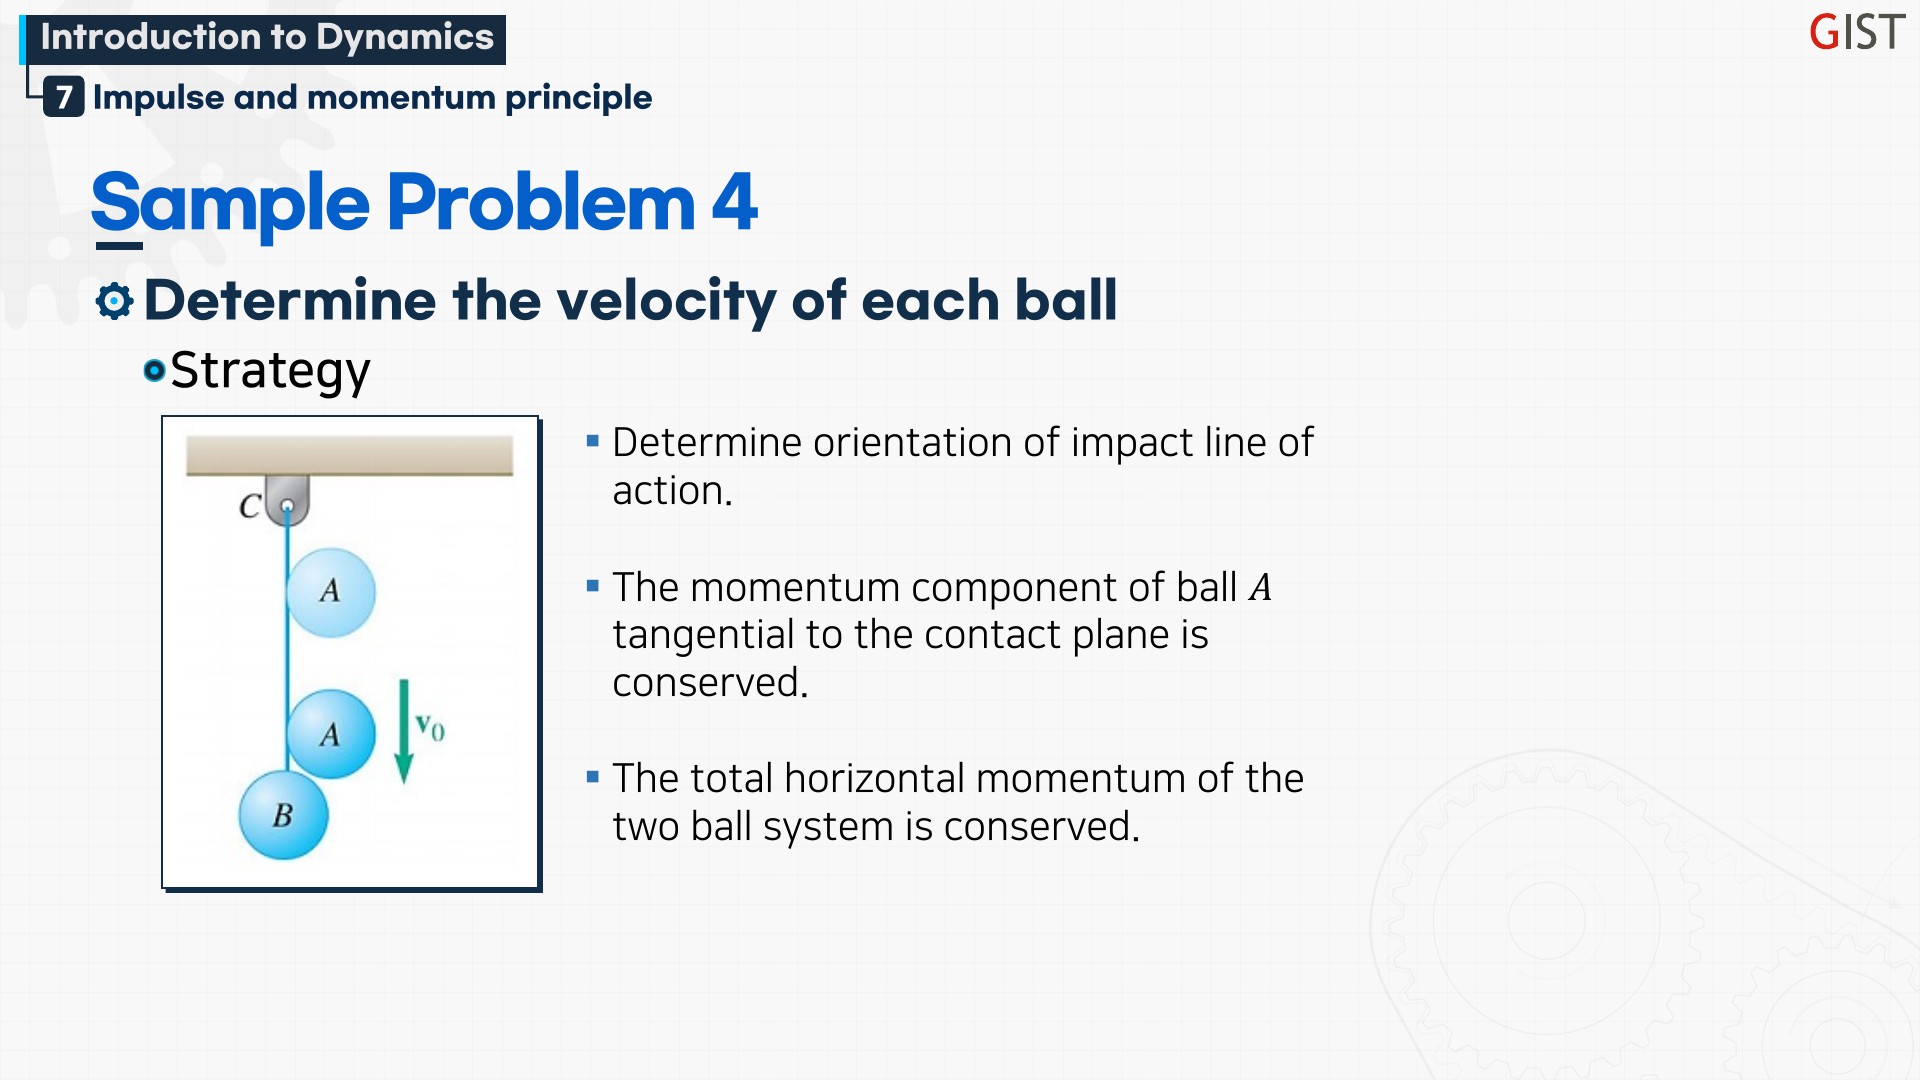 Introduction to Dynamics
GIST
7 Impulse and momentum principle
Sample Problem 4
Determine the velocity of each ball
Strategy
Determine orientation of impact line of
action.
The momentum component of ball A
tangential to the contact plane is
conserved.
The total horizontal momentum of the
two ball system is conserved.
C
A
A
v₀
B